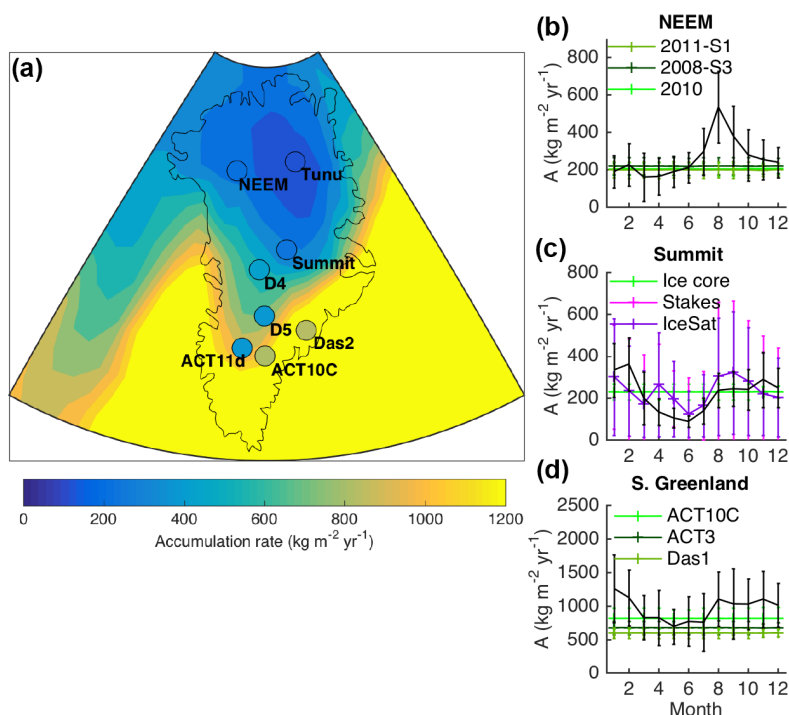 (a)
NEEM
Tunu
Summit
D4
D5
Das2
ACT11d
ACT10C
0 200 400 600 800 1000 1200
Accumulation rate (kg m⁻² yr⁻¹)
(b)
NEEM
2011-S1
2008-S3
2010
A (kg m⁻² yr⁻¹)
800
600
400
200
0
2 4 6 8 10 12
(c)
Summit
Ice core
Stakes
IceSat
A (kg m⁻² yr⁻¹)
800
600
400
200
0
2 4 6 8 10 12
(d)
S. Greenland
ACT10C
ACT3
Das1
A (kg m⁻² yr⁻¹)
2500
2000
1500
1000
500
0
2 4 6 8 10 12
Month